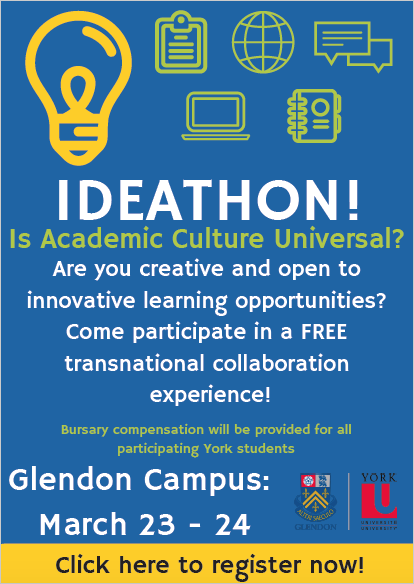 IDEATHON!
Is Academic Culture Universal?
Are you creative and open to
innovative learning opportunities?
Come participate in a FREE
transnational collaboration
experience!
Bursary compensation will be provided for all
participating York students
Glendon Campus:
March 23 - 24
GLENDON
YORK
U
UNIVERSITÉ
UNIVERSITY
Click here to register now!